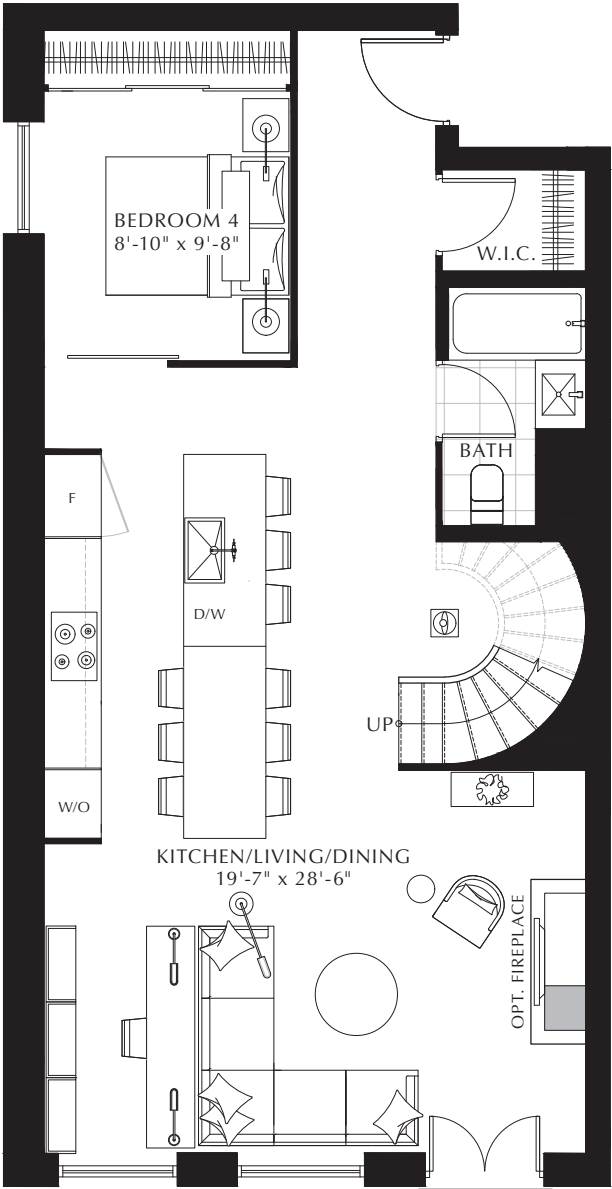 BEDROOM 4
8'-10" x 9'-8"
W.I.C.
BATH
F
D/W
UP
W/O
KITCHEN/LIVING/DINING
19'-7" x 28'-6"
OPT. FIREPLACE